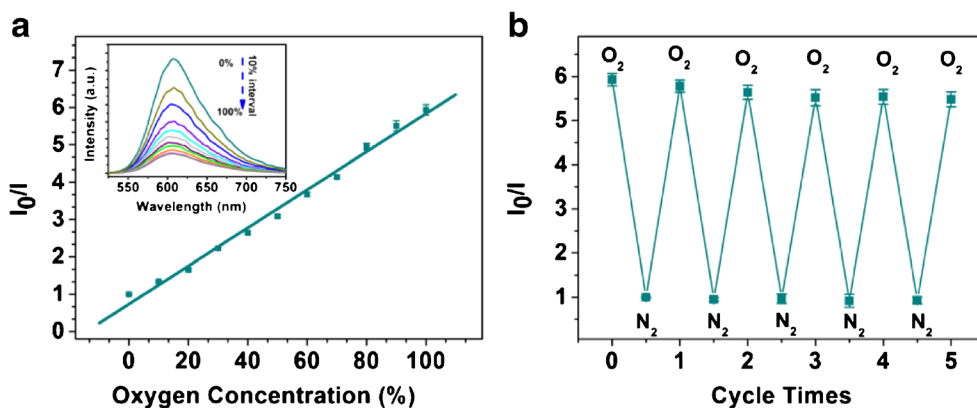 a
I0/I
7
6
5
4
3
2
1
0
0 20 40 60 80 100
Oxygen Concentration (%)
Intensity (a.u.)
0%
10% interval
100%
550 600 650 700 750
Wavelength (nm)
b
I0/I
7
6
5
4
3
2
1
O2 O2 O2 O2 O2 O2
N2 N2 N2 N2 N2
0 1 2 3 4 5
Cycle Times